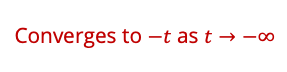 Converges to −t as t → −∞